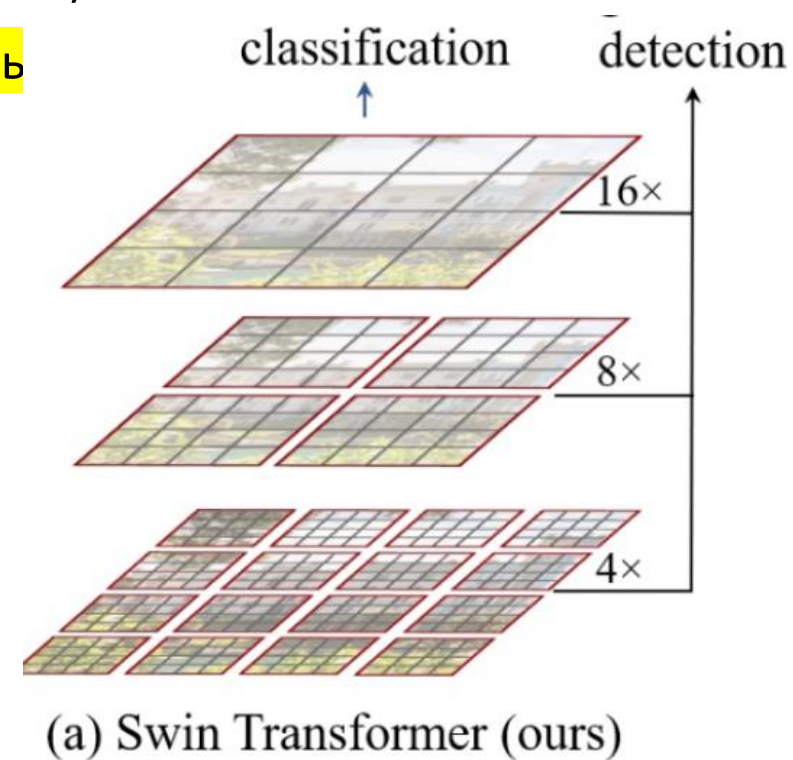 classification
detection
ь
16×
8×
4×
(a) Swin Transformer (ours)